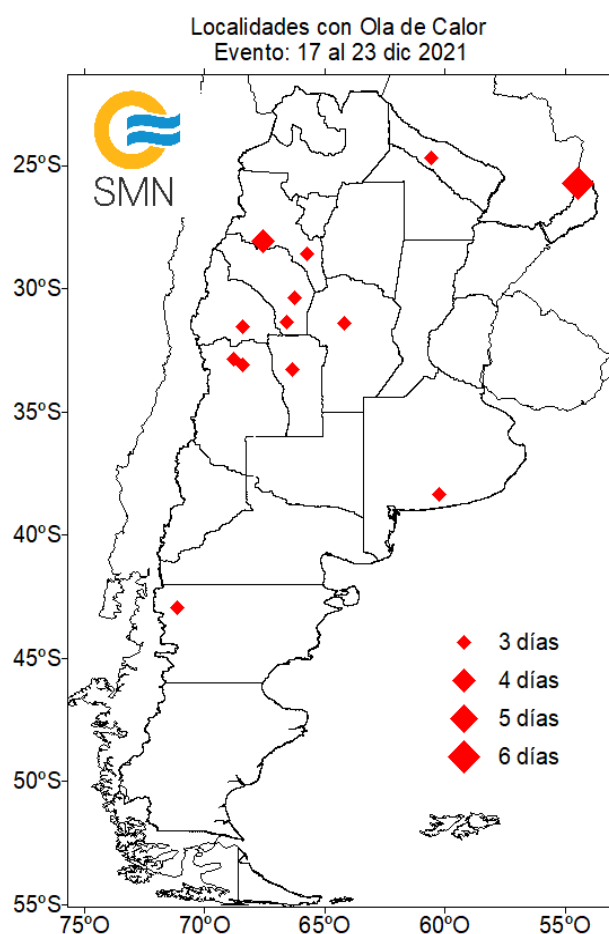 Localidades con Ola de Calor
Evento: 17 al 23 dic 2021
SMN
25ºS
30ºS
35ºS
40ºS
45ºS
50ºS
55ºS
3 días
4 días
5 días
6 días
75ºO
70ºO
65ºO
60ºO
55ºO